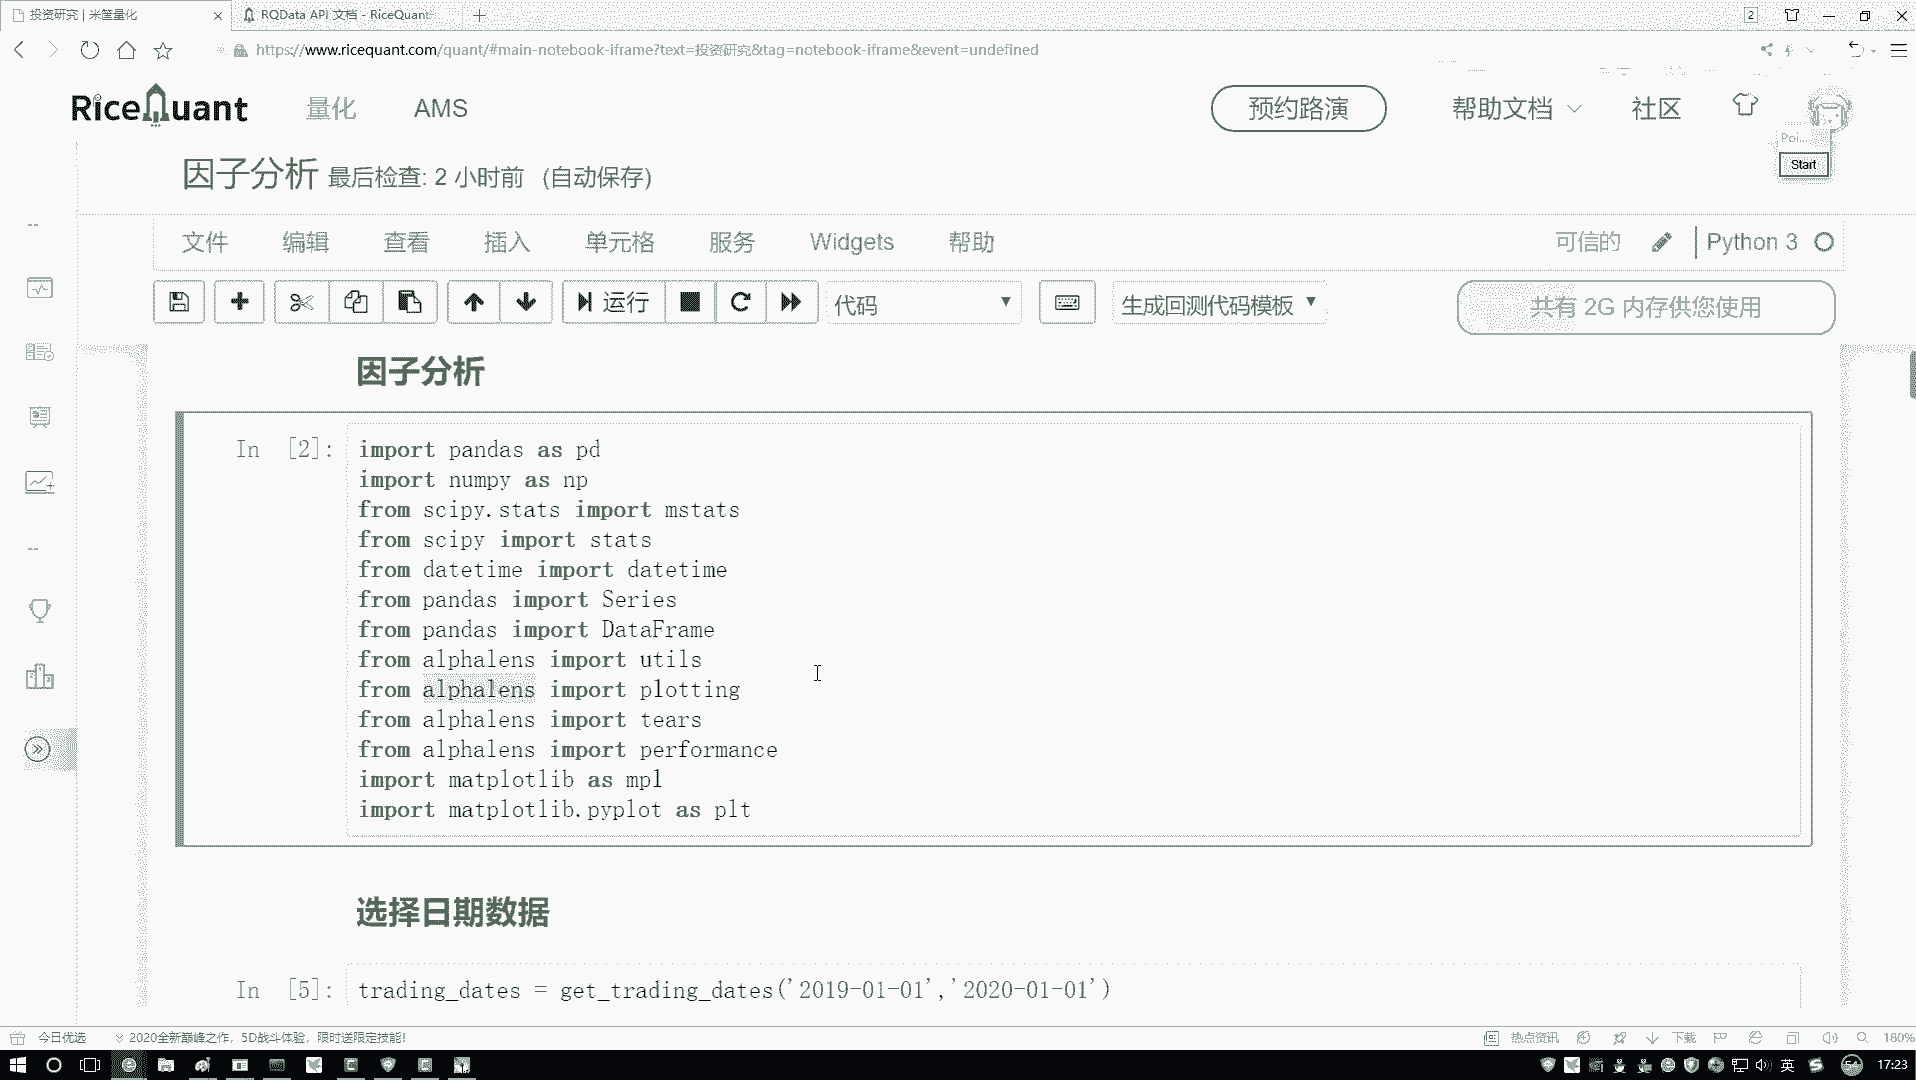 投资研究 | 米筐量化
RQData API 文档 - RiceQuant
2
https://www.ricequant.com/quant/#main-notebook-iframe?text=投资研究&tag=notebook-iframe&event=undefined
RiceQuant 量化 AMS 预约路演 帮助文档 社区
Poi...
Start
因子分析 最后检查: 2 小时前 (自动保存)
文件 编辑 查看 插入 单元格 服务 Widgets 帮助 可信的 Python 3
运行 代码 生成回测代码模板 共有 2G 内存供您使用
因子分析
In [2]:
import pandas as pd
import numpy as np
from scipy.stats import mstats
from scipy import stats
from datetime import datetime
from pandas import Series
from pandas import DataFrame
from alphalens import utils
from alphalens import plotting
from alphalens import tears
from alphalens import performance
import matplotlib as mpl
import matplotlib.pyplot as plt
选择日期数据
In [5]: trading_dates = get_trading_dates('2019-01-01','2020-01-01')
今日优选 2020全新巅峰之作，5D战斗体验，限时送限定技能! 热点资讯 下载 180%
英 54 17:23